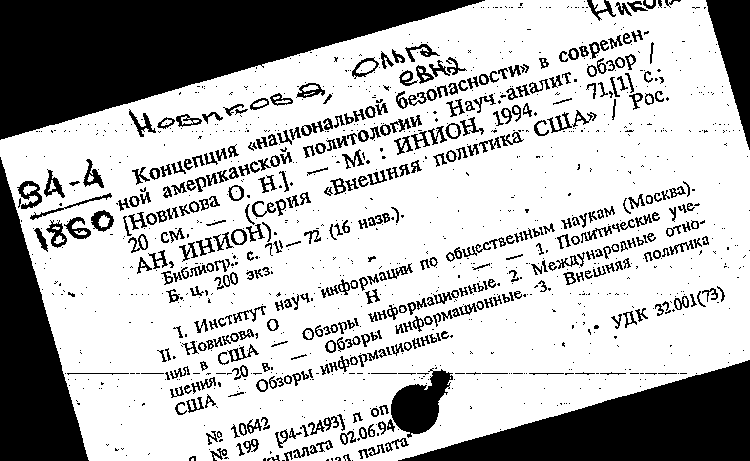 Новикова, Ольга Никола
евна
94-4
1860
Концепция «национальной безопасности» в современ-
ной американской политологии : Науч.-аналит. обзор /
[Новикова О. Н.]. — М. : ИНИОН, 1994. — 71,[1] с.;
20 см. — (Серия «Внешняя политика США» / Рос.
АН, ИНИОН).
Библиогр.: с. 71—72 (16 назв.).
Б. ц., 200 экз.
I. Институт науч. информации по общественным наукам (Москва).
II. Новикова, О Н — — 1. Политические уче-
ния в США — Обзоры информационные. 2. Международные отно-
шения, 20 в. — Обзоры информационные. 3. Внешняя политика
США — Обзоры информационные.
УДК 32.001(73)
№ 10642
№ 199 [94-12493] п оп
кн.палата 02.06.94
палата"